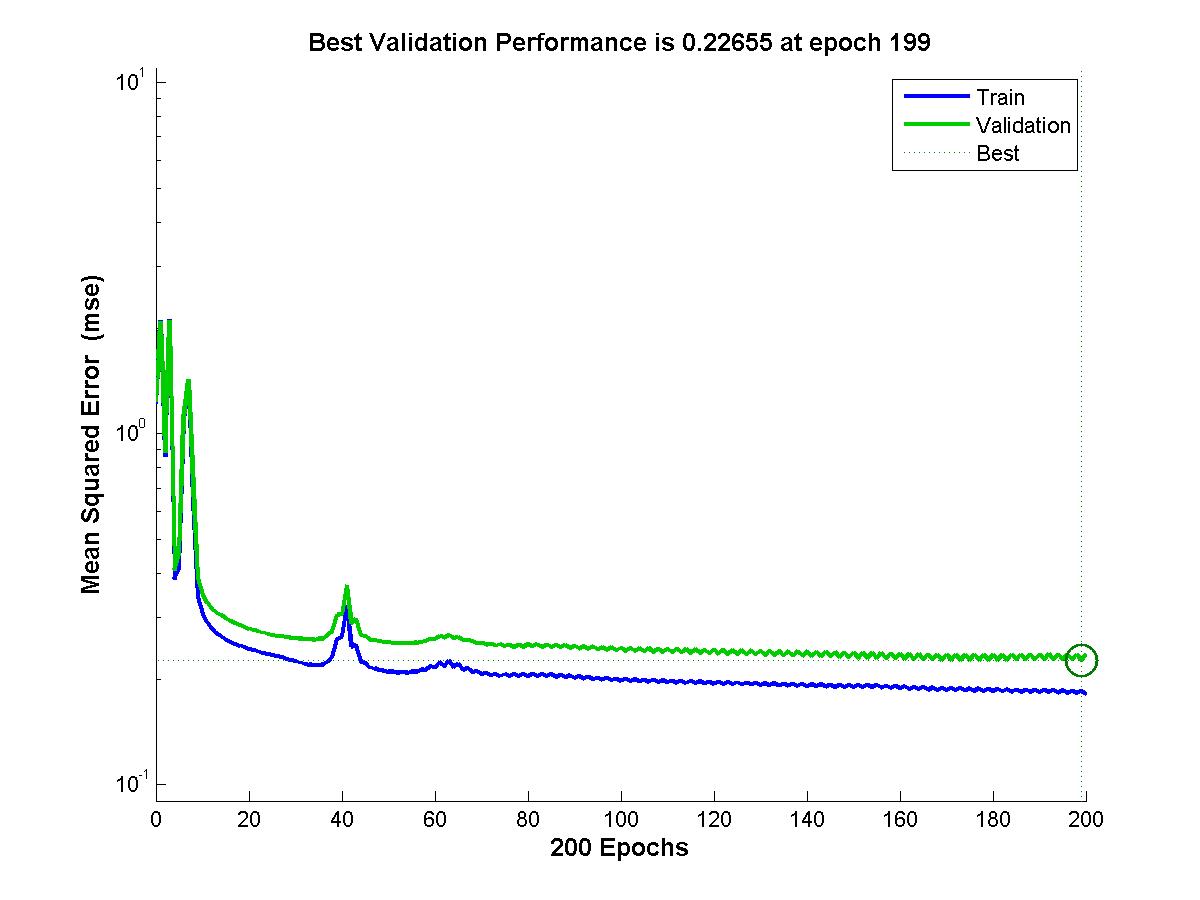 Best Validation Performance is 0.22655 at epoch 199
Train
Validation
Best
Mean Squared Error (mse)
10^1
10^0
10^-1
0 20 40 60 80 100 120 140 160 180 200
200 Epochs